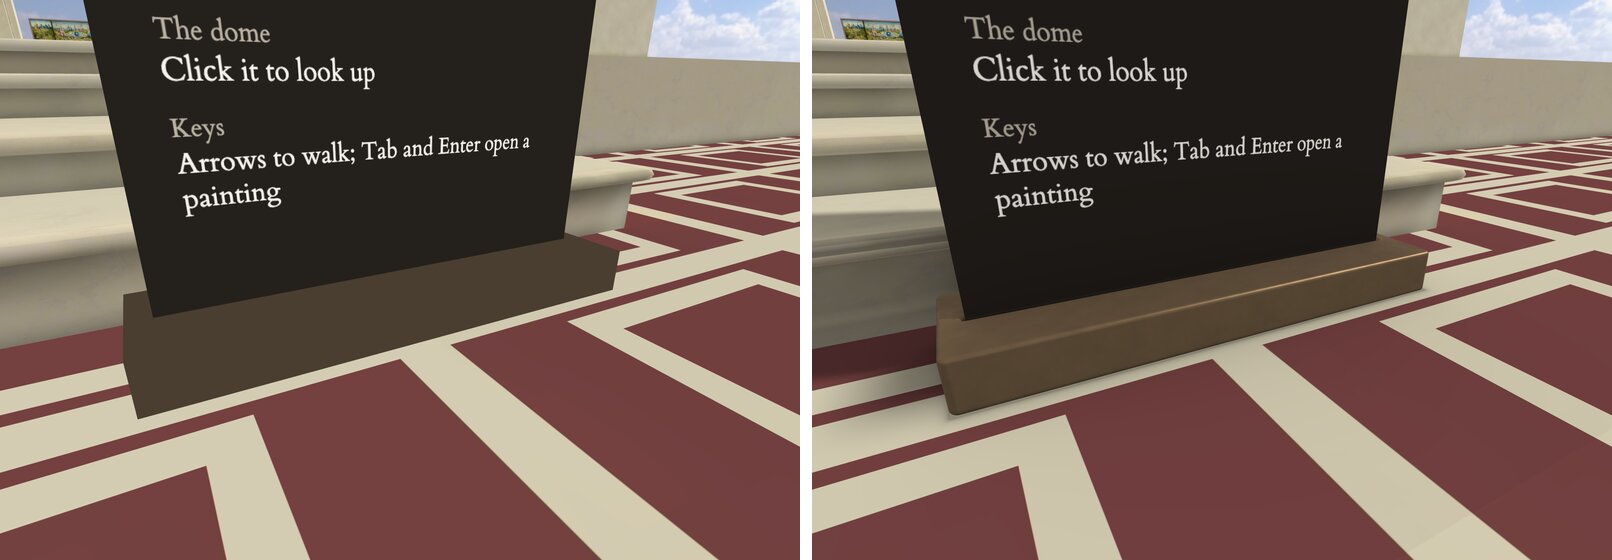 The dome
Click it to look up
Keys
Arrows to walk; Tab and Enter open a
painting
The dome
Click it to look up
Keys
Arrows to walk; Tab and Enter open a
painting